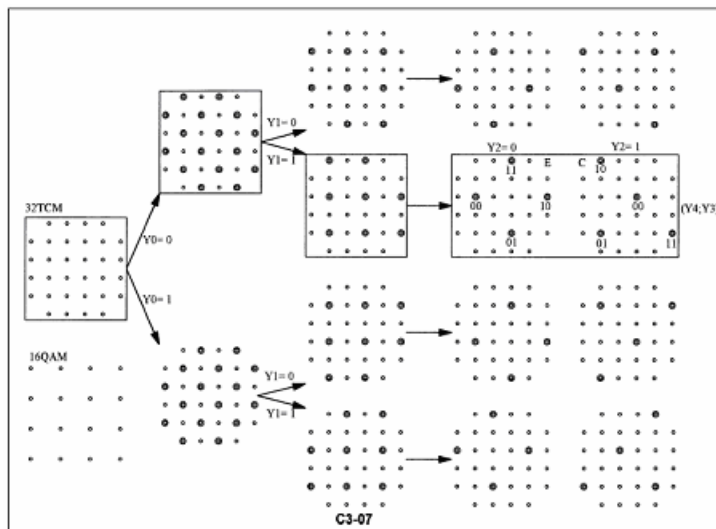 Y1= 0
Y1= 1
Y2= 0
E
C
Y2= 1
11
10
00
10
00
(Y4;Y3)
01
01
11
32TCM
Y0= 0
Y0= 1
16QAM
Y1= 0
Y1= 1
C3-07